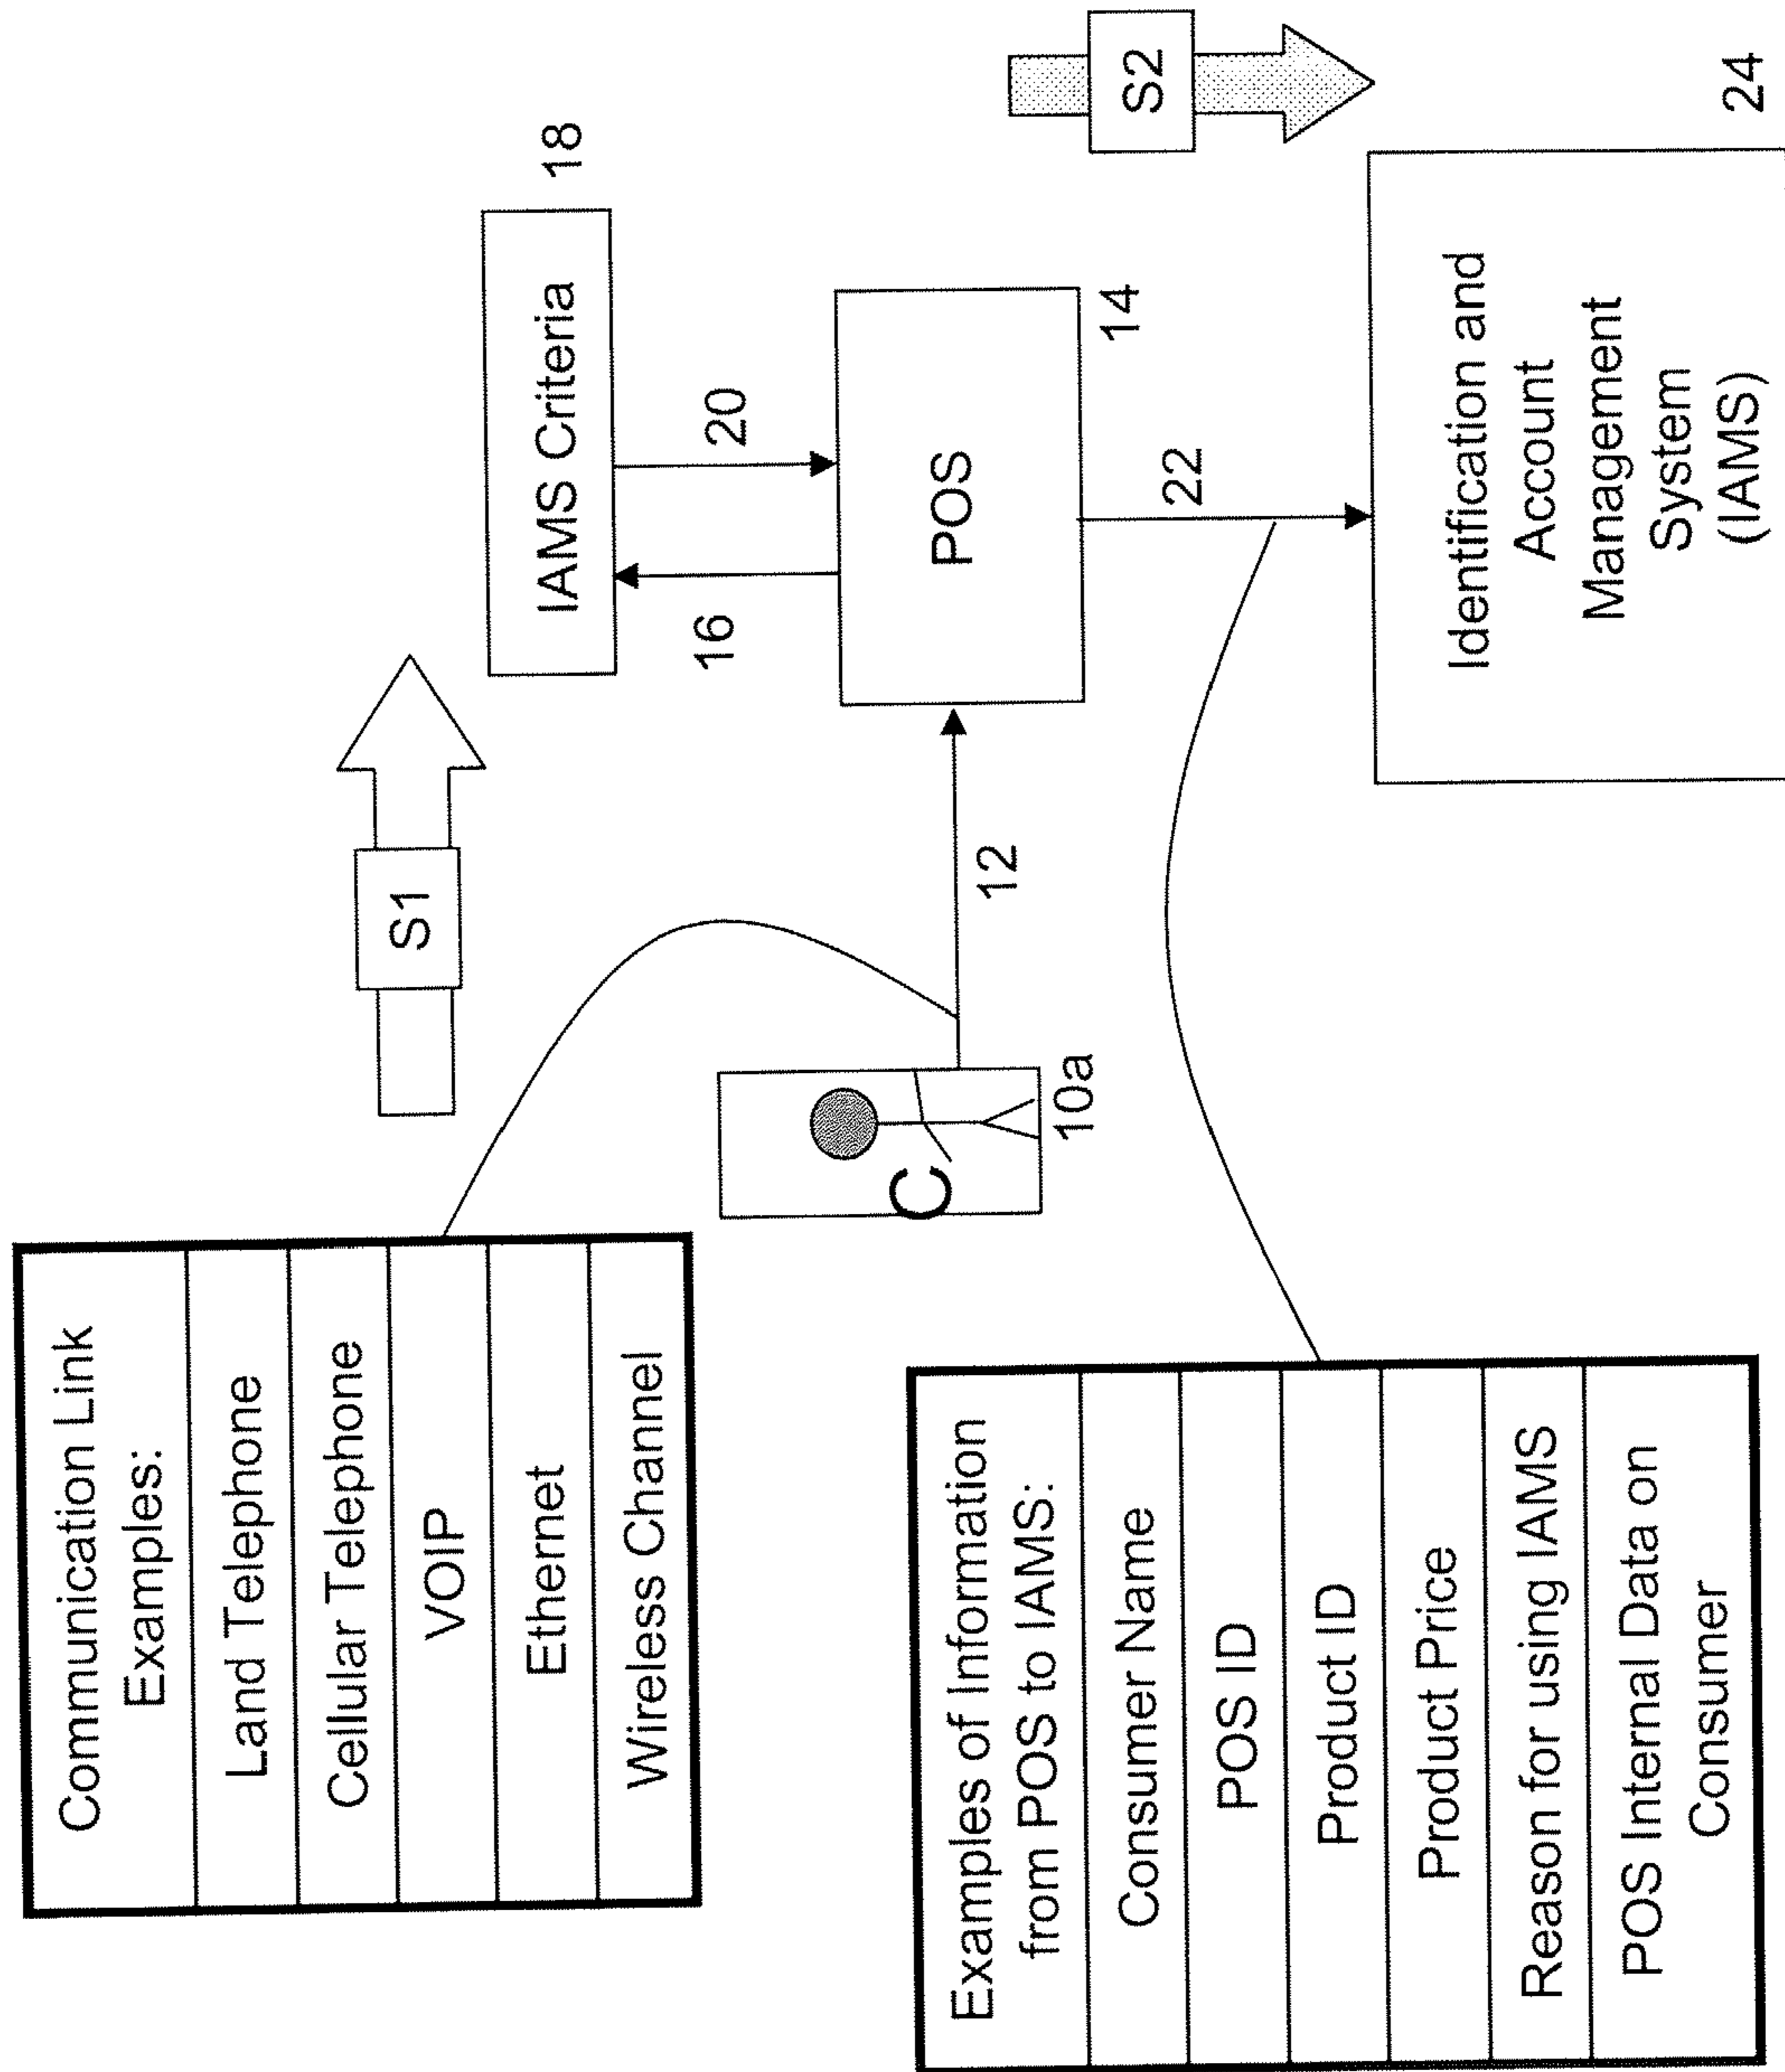 Communication Link
Examples:
Land Telephone
Cellular Telephone
VOIP
Ethernet
Wireless Channel
S1
IAMS Criteria
18
16
20
C
10a
12
POS
14
22
S2
Examples of Information
from POS to IAMS:
Consumer Name
POS ID
Product ID
Product Price
Reason for using IAMS
POS Internal Data on
Consumer
Identification and
Account
Management
System
(IAMS)
24